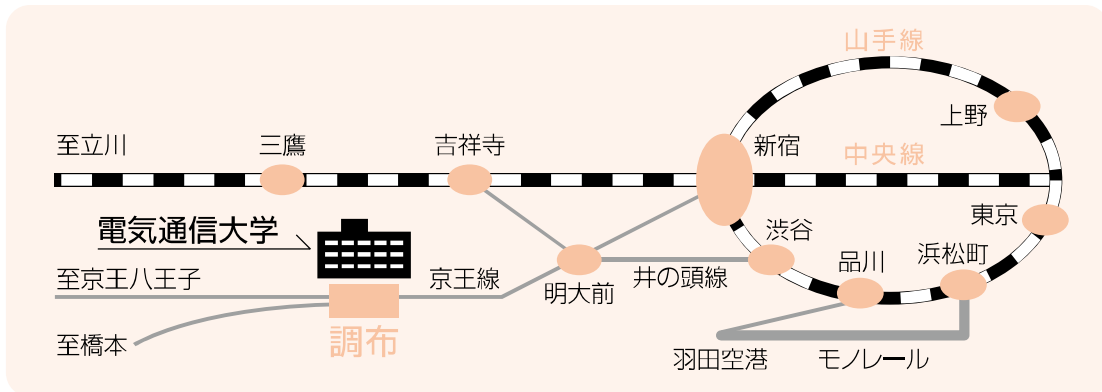 山手線
上野
至立川
三鷹
吉祥寺
新宿
中央線
電気通信大学
渋谷
東京
品川
浜松町
至京王八王子
京王線
明大前
井の頭線
至橋本
調布
羽田空港
モノレール